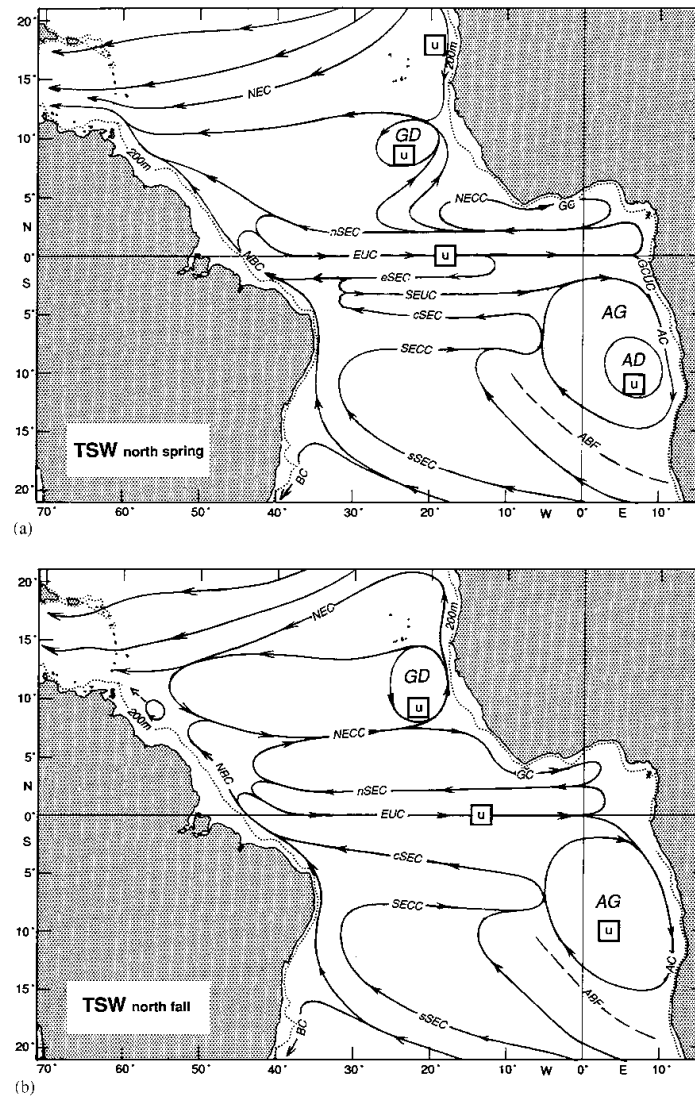 20°
15°
10°
5°
N
0°
S
5°
10°
15°
20°
u
200m
NEC
GD
u
200m
NECC
GC
nSEC
EUC
u
NBC
eSEC
GCUC
SEUC
cSEC
AG
AC
SECC
AD
u
ABF
TSW north spring
sSEC
BC
70° 60° 50° 40° 30° 20° 10° W 0° E 10°
(a)
20°
15°
10°
5°
N
0°
S
5°
10°
15°
20°
NEC
200m
GD
u
200m
NECC
NBC
GC
nSEC
EUC
u
cSEC
SECC
AG
u
AC
ABF
TSW north fall
sSEC
BC
70° 60° 50° 40° 30° 20° 10° W 0° E 10°
(b)